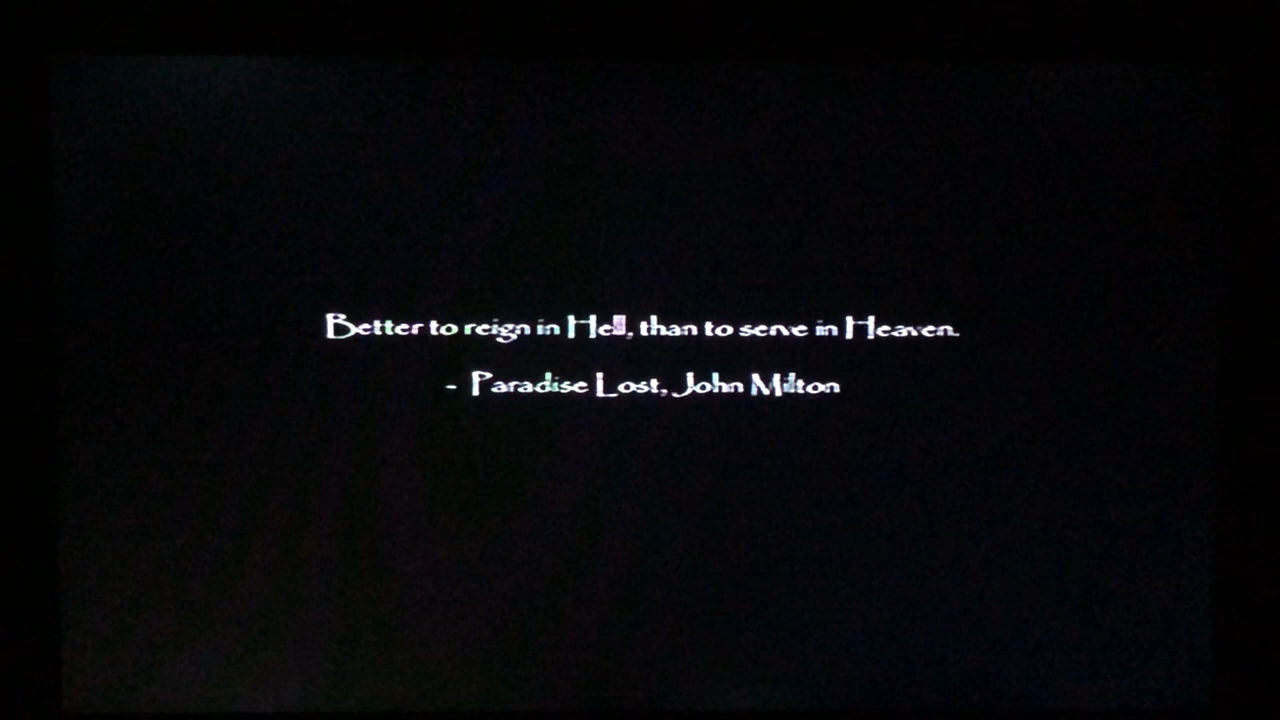 Better to reign in Hell, than to serve in Heaven.
- Paradise Lost, John Milton